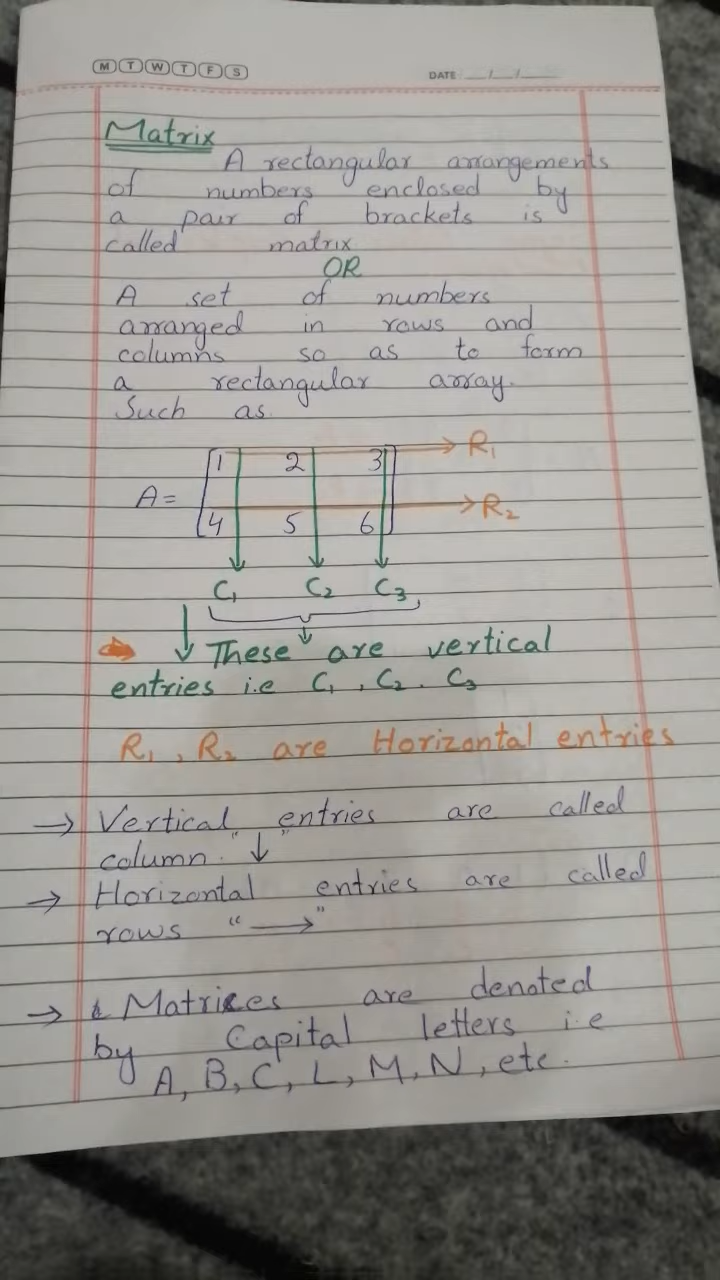 M T W T F S
DATE __/__/__
Matrix
A rectangular arrangements
of numbers enclosed by
a pair of brackets is
called matrix
OR
A set of numbers
arranged in rows and
columns so as to form
a rectangular array.
Such as.
1 2 3 → R₁
A =
4 5 6 → R₂
C₁ C₂ C₃
↓ These are vertical
entries i.e C₁, C₂. C₃
R₁, R₂ are Horizontal entries
→ Vertical entries are called
column. "↓"
→ Horizontal entries are called
rows "⟶"
→ Matrices are denoted
by Capital letters i.e
A, B, C, L, M, N, etc.